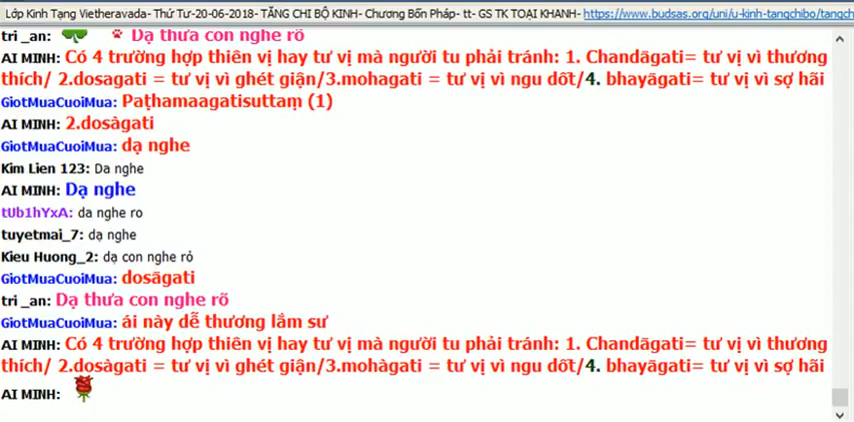 Lớp Kinh Tạng Vietheravada- Thứ Tư-20-06-2018- TĂNG CHI BỘ KINH- Chương Bốn Pháp- tt- GS TK TOẠI KHANH- https://www.budsas.org/uni/u-kinh-tangchibo/tangch
tri _an: Dạ thưa con nghe rõ
AI MINH: Có 4 trường hợp thiên vị hay tư vị mà người tu phải tránh: 1. Chandāgati= tư vị vì thương
thích/ 2.dosagati = tư vị vì ghét giận/3.mohagati = tư vị vì ngu dốt/4. bhayāgati= tư vị vì sợ hãi
GiotMuaCuoiMua: Paṭhamaagatisuttaṃ (1)
AI MINH: 2.dosàgati
GiotMuaCuoiMua: dạ nghe
Kim Lien 123: Da nghe
AI MINH: Dạ nghe
tUb1hYxA: da nghe ro
tuyetmai_7: dạ nghe
Kieu Huong_2: dạ con nghe rỏ
GiotMuaCuoiMua: dosāgati
tri _an: Dạ thưa con nghe rõ
GiotMuaCuoiMua: ái này dễ thương lắm sư
AI MINH: Có 4 trường hợp thiên vị hay tư vị mà người tu phải tránh: 1. Chandāgati= tư vị vì thương
thích/ 2.dosàgati = tư vị vì ghét giận/3.mohàgati = tư vị vì ngu dốt/4. bhayāgati= tư vị vì sợ hãi
AI MINH: